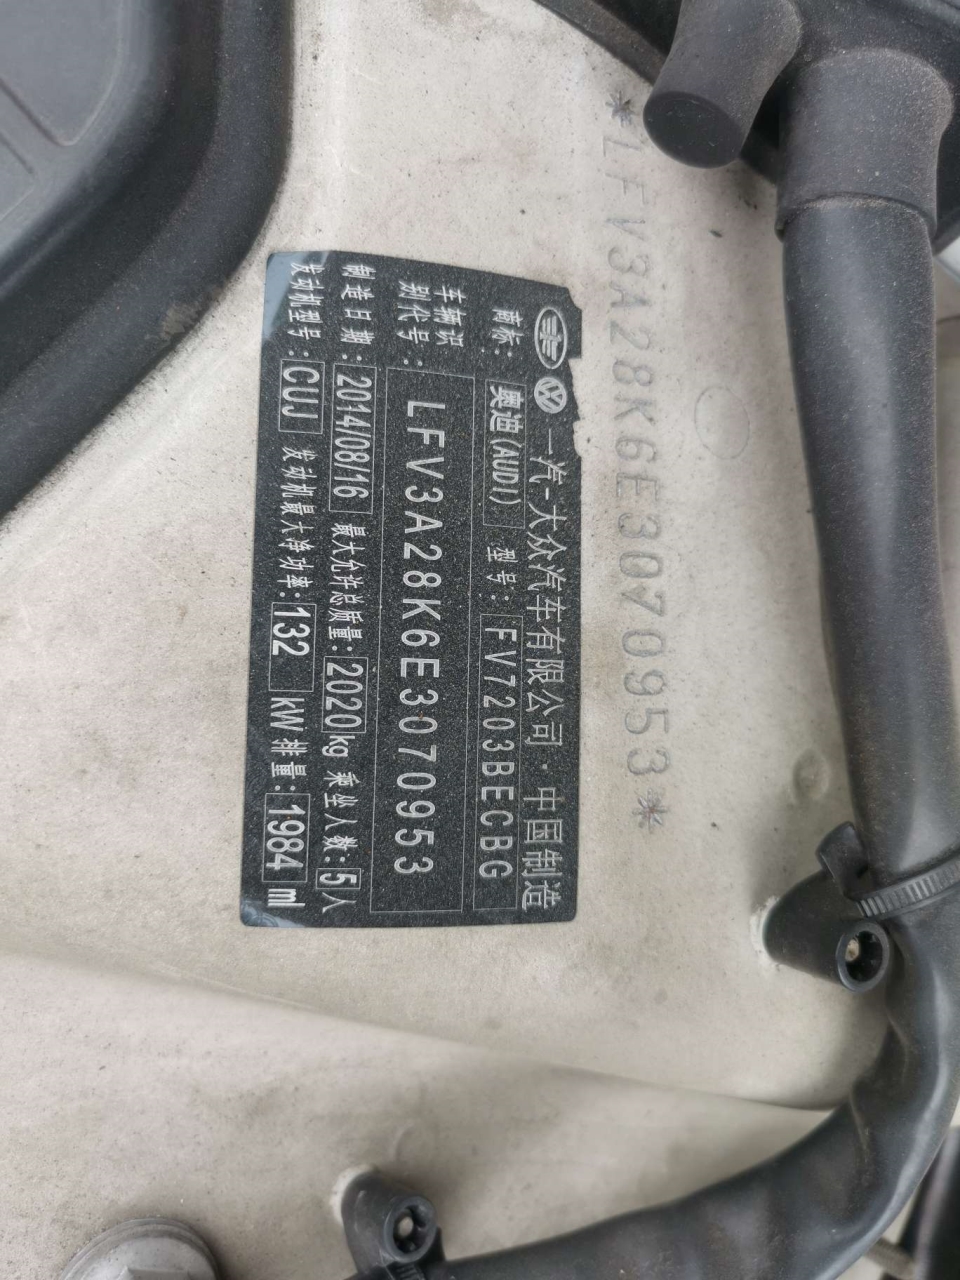 *LFV3A28K6E3070953*
一汽-大众汽车有限公司·中国制造
商标: 奥迪(AUDI) 型号: FV7203BECBG
车辆识别代号: LFV3A28K6E3070953
制造日期: 2014/08/16 最大允许总质量: 2020kg 乘坐人数: 5人
发动机型号: CUJ 发动机最大净功率: 132 kW 排量: 1984 ml